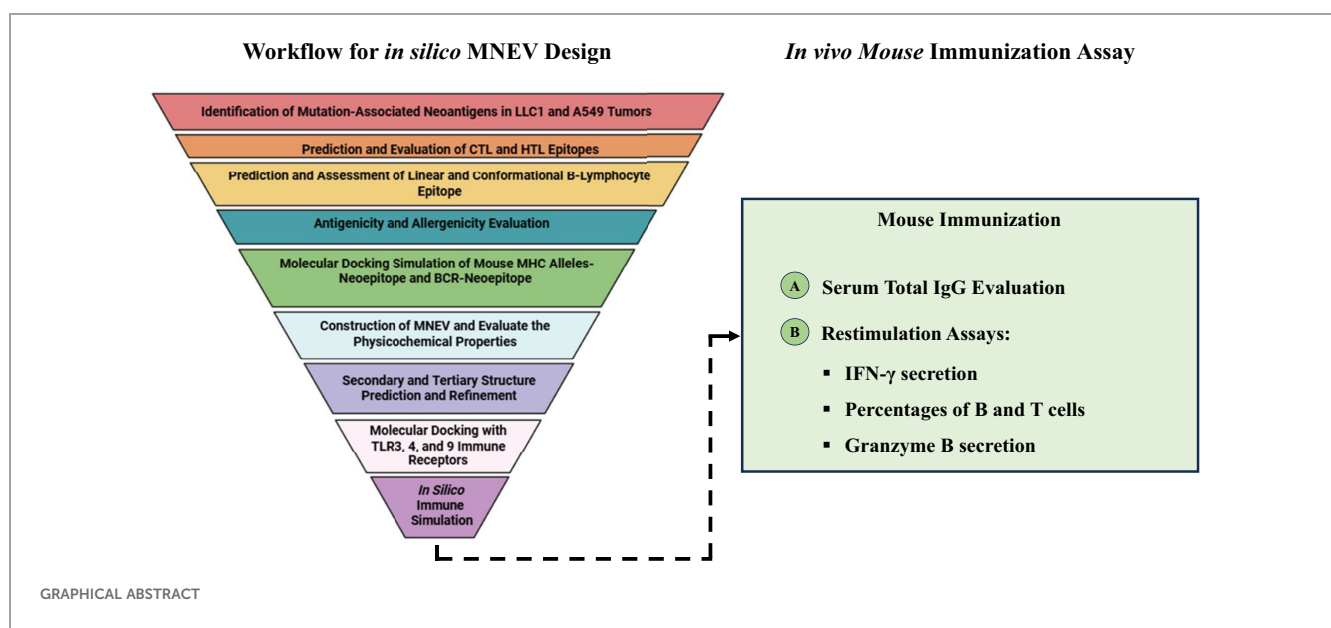 Workflow for in silico MNEV Design
Identification of Mutation-Associated Neoantigens in LLC1 and A549 Tumors
Prediction and Evaluation of CTL and HTL Epitopes
Prediction and Assessment of Linear and Conformational B-Lymphocyte
Epitope
Antigenicity and Allergenicity Evaluation
Molecular Docking Simulation of Mouse MHC Alleles-
Neoepitope and BCR-Neoepitope
Construction of MNEV and Evaluate the
Physicochemical Properties
Secondary and Tertiary Structure
Prediction and Refinement
Molecular Docking with
TLR3, 4, and 9 Immune
Receptors
In Silico
Immune
Simulation
In vivo Mouse Immunization Assay
Mouse Immunization
A Serum Total IgG Evaluation
B Restimulation Assays:
▪ IFN-γ secretion
▪ Percentages of B and T cells
▪ Granzyme B secretion
GRAPHICAL ABSTRACT